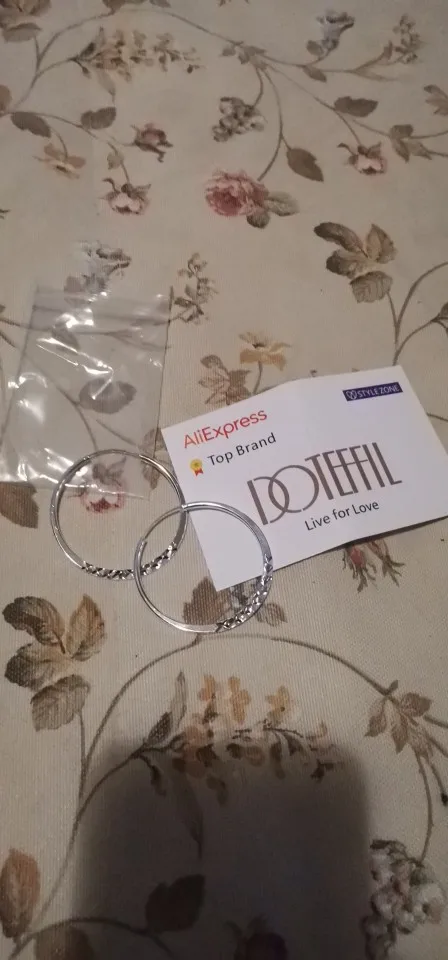 STYLE ZONE
AliExpress
Top Brand
DOTEFFIL
Live for Love